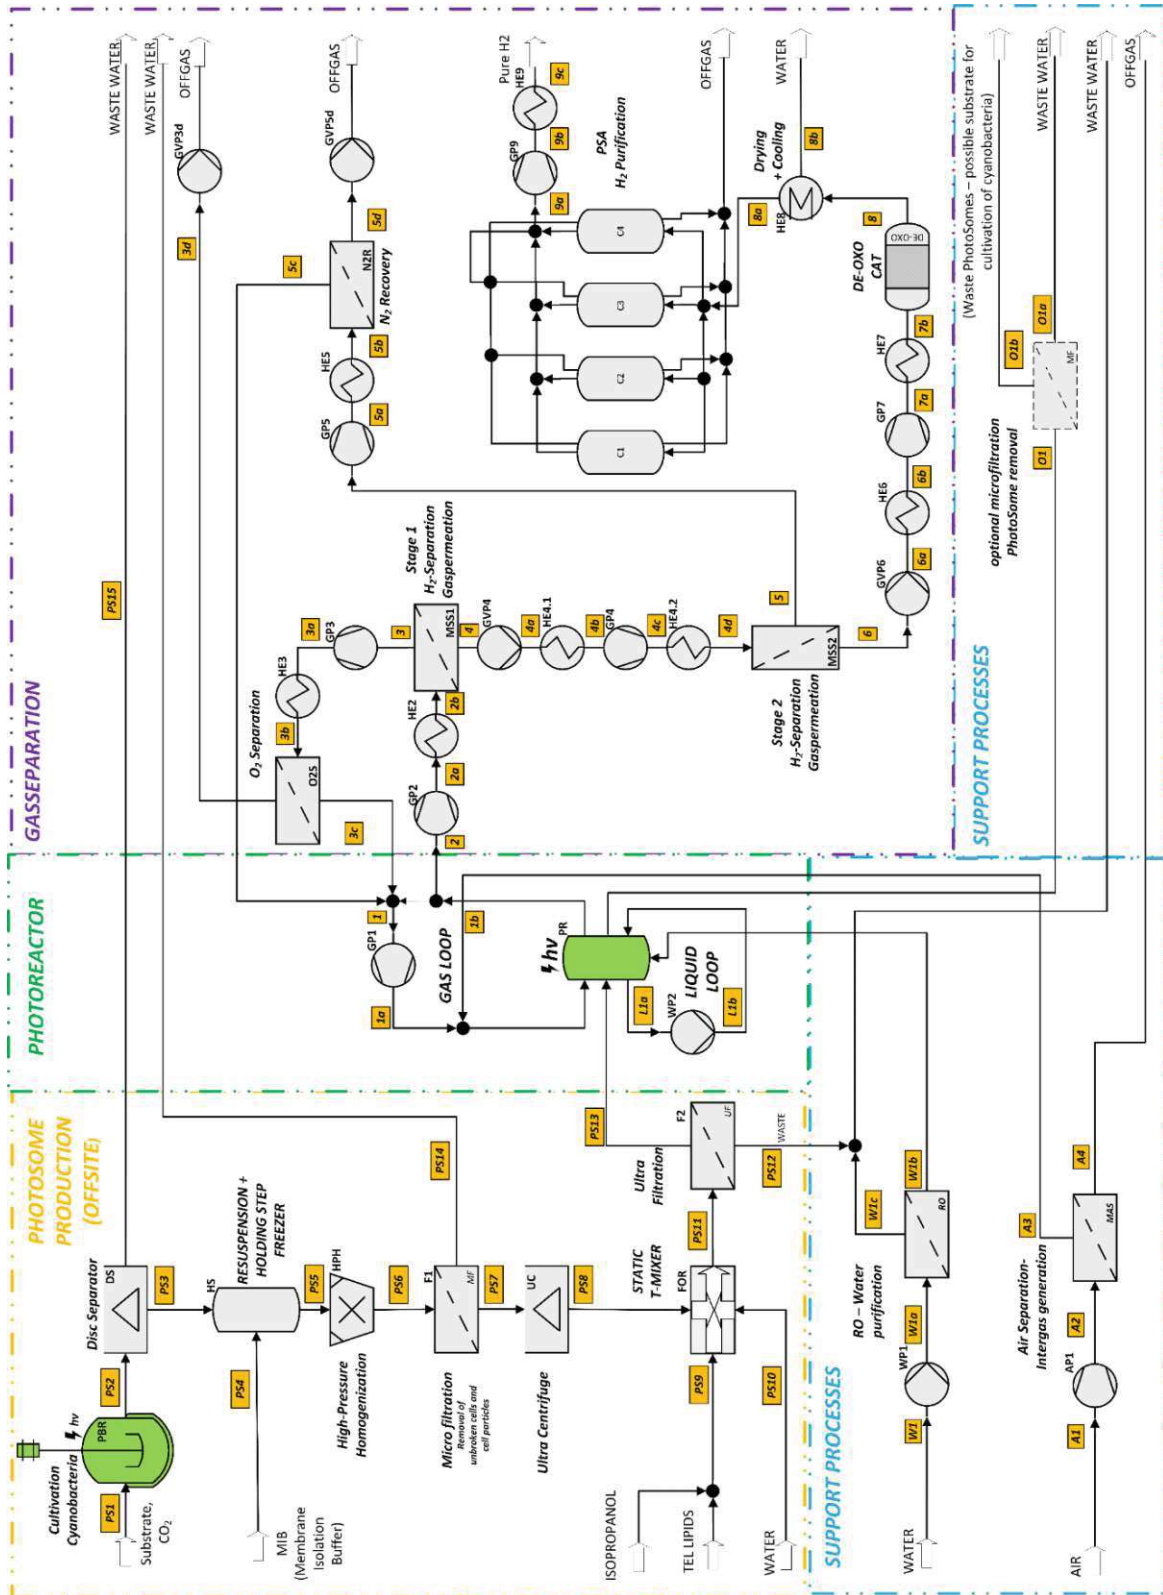 PHOTOSOME
PRODUCTION
(OFFSITE)
Cultivation
Cyanobacteria
hv
PBR
PS1
Substrate,
CO2
PS2
Disc Separator
DS
PS3
PS15
WASTE WATER
HS
RESUSPENSION +
HOLDING STEP
FREEZER
PS4
MIB
(Membrane
Isolation
Buffer)
PS5
HPH
High-Pressure
Homogenization
PS6
F1
MF
PS14
WASTE WATER
Micro filtration
Removal of
unbroken cells and
cell particles
PS7
UC
Ultra Centrifuge
PS8
STATIC
T-MIXER
FOR
PS9
PS10
ISOPROPANOL
TEL LIPIDS
WATER
PS11
Ultra
Filtration
F2
UF
PS12
WASTE
PS13
PHOTOREACTOR
1
GP1
1a
GAS LOOP
1b
hv
PR
LIQUID
LOOP
L1a
WP2
L1b
GASSEPARATION
2
GP2
2a
HE2
2b
Stage 1
H2-Separation
Gaspermeation
MSS1
3
GP3
3a
HE3
3b
O2 Separation
O2S
3c
3d
GVP3d
OFFGAS
4
GVP4
4a
HE4.1
4b
GP4
4c
HE4.2
4d
MSS2
Stage 2
H2-Separation
Gaspermeation
5
GP5
5a
HE5
5b
N2R
N2 Recovery
5c
5d
GVP5d
OFFGAS
6
GVP6
6a
HE6
6b
GP7
7a
HE7
7b
DE-OXO
CAT
DE-OXO
8
HE8
Drying
+ Cooling
8a
8b
WATER
C1
C2
C3
C4
PSA
H2 Purification
OFFGAS
9a
GP9
9b
HE9
9c
Pure H2
SUPPORT PROCESSES
optional microfiltration
PhotoSome removal
O1
MF
O1a
O1b
(Waste PhotoSomes – possible substrate for
cultivation of cyanobacteria)
WASTE WATER
WASTE WATER
OFFGAS
SUPPORT PROCESSES
WATER
W1
WP1
W1a
RO – Water
purification
RO
W1b
W1c
AIR
A1
AP1
A2
Air Separation-
Intergas generation
MAS
A3
A4